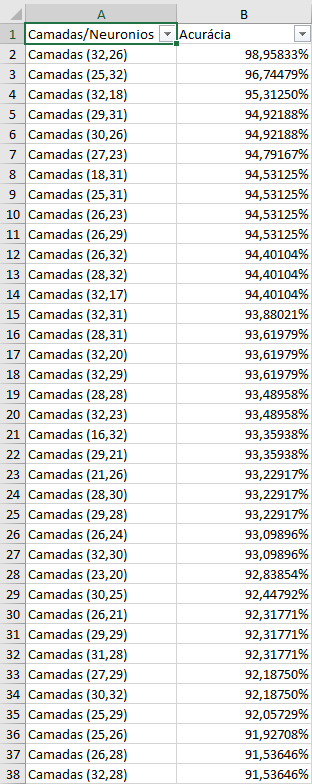 A B
1 Camadas/Neuronios Acurácia
2 Camadas (32,26) 98,95833%
3 Camadas (25,32) 96,74479%
4 Camadas (32,18) 95,31250%
5 Camadas (29,31) 94,92188%
6 Camadas (30,26) 94,92188%
7 Camadas (27,23) 94,79167%
8 Camadas (18,31) 94,53125%
9 Camadas (25,31) 94,53125%
10 Camadas (26,23) 94,53125%
11 Camadas (26,29) 94,53125%
12 Camadas (26,32) 94,40104%
13 Camadas (28,32) 94,40104%
14 Camadas (32,17) 94,40104%
15 Camadas (32,31) 93,88021%
16 Camadas (28,31) 93,61979%
17 Camadas (32,20) 93,61979%
18 Camadas (32,29) 93,61979%
19 Camadas (28,28) 93,48958%
20 Camadas (32,23) 93,48958%
21 Camadas (16,32) 93,35938%
22 Camadas (29,21) 93,35938%
23 Camadas (21,26) 93,22917%
24 Camadas (28,30) 93,22917%
25 Camadas (29,28) 93,22917%
26 Camadas (26,24) 93,09896%
27 Camadas (32,30) 93,09896%
28 Camadas (23,20) 92,83854%
29 Camadas (30,25) 92,44792%
30 Camadas (26,21) 92,31771%
31 Camadas (29,29) 92,31771%
32 Camadas (31,28) 92,31771%
33 Camadas (27,29) 92,18750%
34 Camadas (30,32) 92,18750%
35 Camadas (25,29) 92,05729%
36 Camadas (25,26) 91,92708%
37 Camadas (26,28) 91,53646%
38 Camadas (32,28) 91,53646%